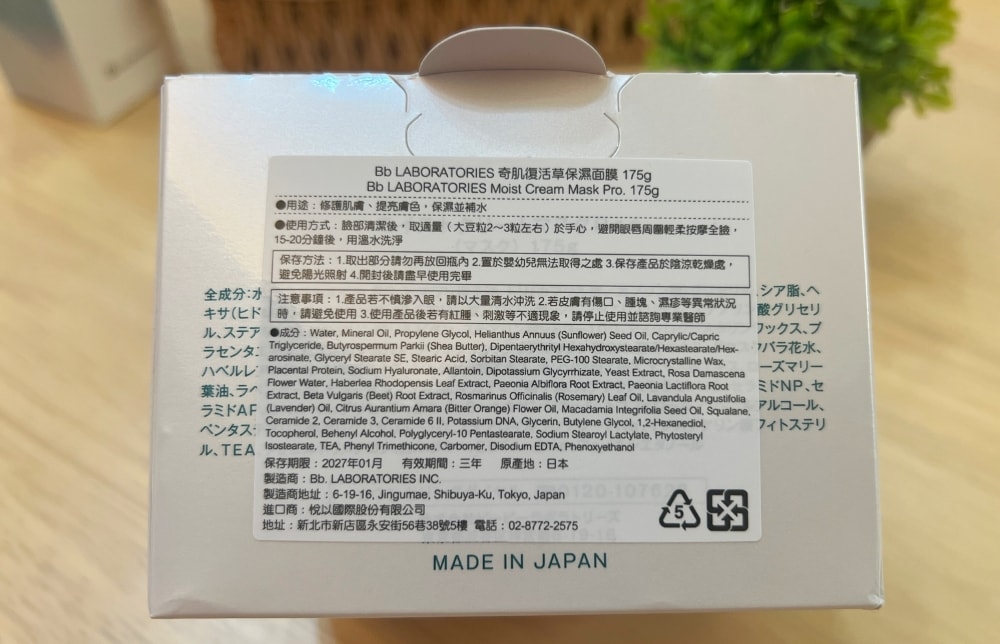 Bb LABORATORIES 奇肌復活草保濕面膜 175g
Bb LABORATORIES Moist Cream Mask Pro. 175g
●用途：修護肌膚、提亮膚色，保濕並補水
●使用方式：臉部清潔後，取適量（大豆粒2～3粒左右）於手心，避開眼唇周圍輕柔按摩全臉，
15-20分鐘後，用溫水洗淨
保存方法：1.取出部分請勿再放回瓶內 2.置於嬰幼兒無法取得之處 3.保存產品於陰涼乾燥處，
避免陽光照射 4.開封後請盡早使用完畢
注意事項：1.產品若不慎滲入眼，請以大量清水沖洗 2.若皮膚有傷口、腫塊、濕疹等異常狀況
時，請避免使用 3.使用產品後若有紅腫、刺激等不適現象，請停止使用並諮詢專業醫師
●成分：Water, Mineral Oil, Propylene Glycol, Helianthus Annuus (Sunflower) Seed Oil, Caprylic/Capric
Triglyceride, Butyrospermum Parkii (Shea Butter), Dipentaerythrityl Hexahydroxystearate/Hexastearate/Hex-
arosinate, Glyceryl Stearate SE, Stearic Acid, Sorbitan Stearate, PEG-100 Stearate, Microcrystalline Wax,
Placental Protein, Sodium Hyaluronate, Allantoin, Dipotassium Glycyrrhizate, Yeast Extract, Rosa Damascena
Flower Water, Haberlea Rhodopensis Leaf Extract, Paeonia Albiflora Root Extract, Paeonia Lactiflora Root
Extract, Beta Vulgaris (Beet) Root Extract, Rosmarinus Officinalis (Rosemary) Leaf Oil, Lavandula Angustifolia
(Lavender) Oil, Citrus Aurantium Amara (Bitter Orange) Flower Oil, Macadamia Integrifolia Seed Oil, Squalane,
Ceramide 2, Ceramide 3, Ceramide 6 II, Potassium DNA, Glycerin, Butylene Glycol, 1,2-Hexanediol,
Tocopherol, Behenyl Alcohol, Polyglyceryl-10 Pentastearate, Sodium Stearoyl Lactylate, Phytosteryl
Isostearate, TEA, Phenyl Trimethicone, Carbomer, Disodium EDTA, Phenoxyethanol
保存期限：2027年01月 有效期間：三年 原產地：日本
製造商：Bb. LABORATORIES INC.
製造商地址：6-19-16, Jingumae, Shibuya-Ku, Tokyo, Japan
進口商：悅以國際股份有限公司
地址：新北市新店區永安街56巷38號5樓 電話：02-8772-2575
5
全成分：水
キサ（ヒド
ル、ステア
ラセンタエ
ハベルレ
葉油、ラベ
ラミドAP
ペンタス
ル、TEA
シア脂、ヘ
酸グリセリ
ワックス、プ
バラ花水、
ーズマリー
ミドNP、セ
アルコール、
フィトステリ
MADE IN JAPAN